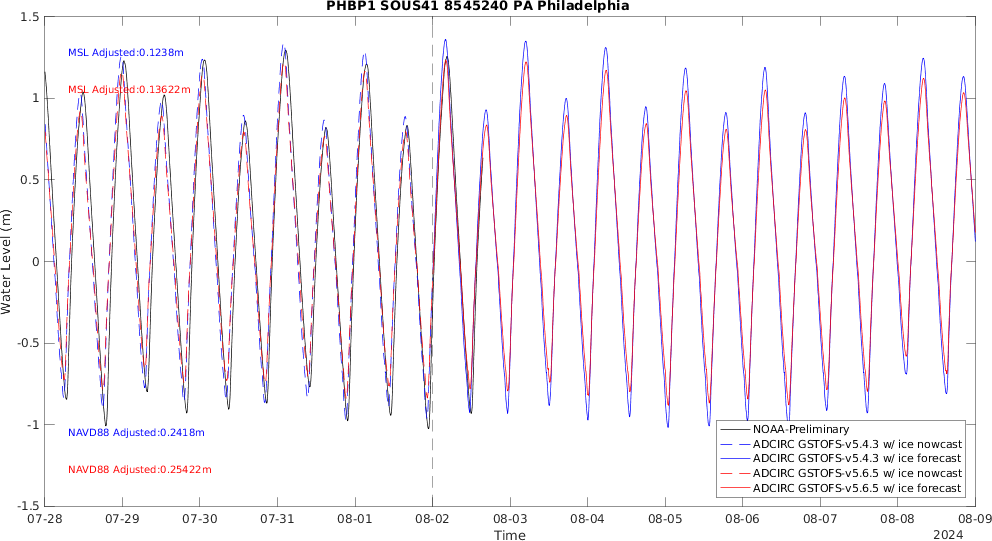 PHBP1 SOUS41 8545240 PA Philadelphia
1.5
1
0.5
0
-0.5
-1
-1.5
Water Level (m)
MSL Adjusted:0.1238m
MSL Adjusted:0.13622m
NAVD88 Adjusted:0.2418m
NAVD88 Adjusted:0.25422m
NOAA-Preliminary
ADCIRC GSTOFS-v5.4.3 w/ ice nowcast
ADCIRC GSTOFS-v5.4.3 w/ ice forecast
ADCIRC GSTOFS-v5.6.5 w/ ice nowcast
ADCIRC GSTOFS-v5.6.5 w/ ice forecast
07-28 07-29 07-30 07-31 08-01 08-02 08-03 08-04 08-05 08-06 08-07 08-08 08-09
Time
2024